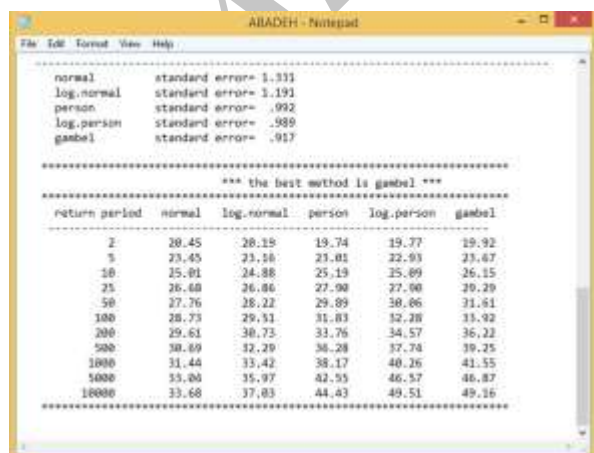 ABADEH - Notepad
File Edit Format View Help
normal standard error= 1.331
log.normal standard error= 1.191
person standard error= .992
log.person standard error= .989
gambel standard error= .917
*** the best method is gambel ***
return period normal log.normal person log.person gambel
2 20.45 20.19 19.74 19.77 19.92
5 23.45 23.16 23.01 22.93 23.67
10 25.01 24.88 25.19 25.09 26.15
25 26.68 26.86 27.90 27.90 29.29
50 27.76 28.22 29.89 30.06 31.61
100 28.73 29.51 31.83 32.28 33.92
200 29.61 30.73 33.76 34.57 36.22
500 30.69 32.29 36.28 37.74 39.25
1000 31.44 33.42 38.17 40.26 41.55
5000 33.04 35.97 42.55 46.57 46.87
10000 33.68 37.03 44.43 49.51 49.16